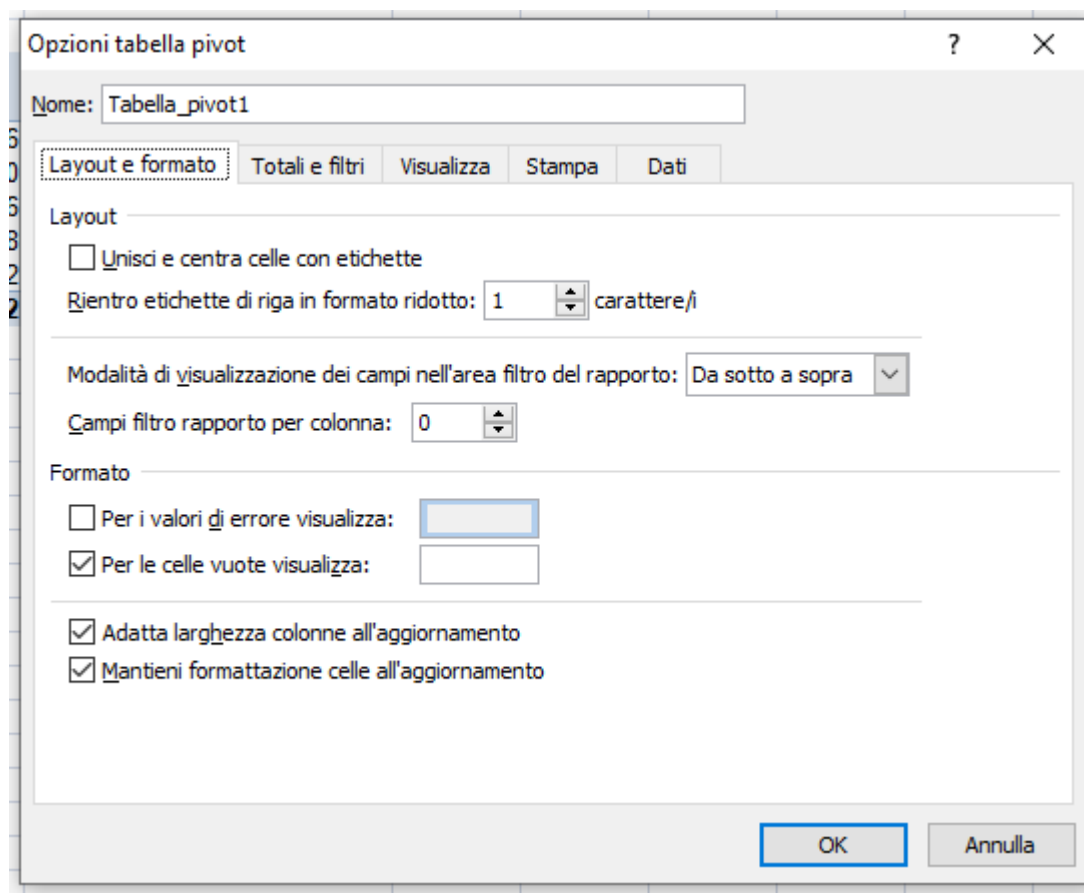 Opzioni tabella pivot ?
Nome: Tabella_pivot1
Layout e formato Totali e filtri Visualizza Stampa Dati
Layout
Unisci e centra celle con etichette
Rientro etichette di riga in formato ridotto: 1 carattere/i
Modalità di visualizzazione dei campi nell'area filtro del rapporto: Da sotto a sopra
Campi filtro rapporto per colonna: 0
Formato
Per i valori di errore visualizza:
Per le celle vuote visualizza:
Adatta larghezza colonne all'aggiornamento
Mantieni formattazione celle all'aggiornamento
OK Annulla